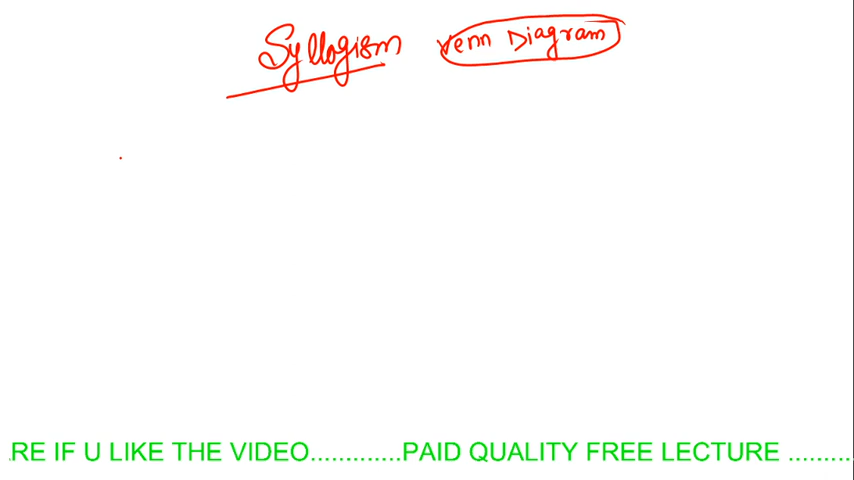 Syllogism Venn Diagram
RE IF U LIKE THE VIDEO.............PAID QUALITY FREE LECTURE .........